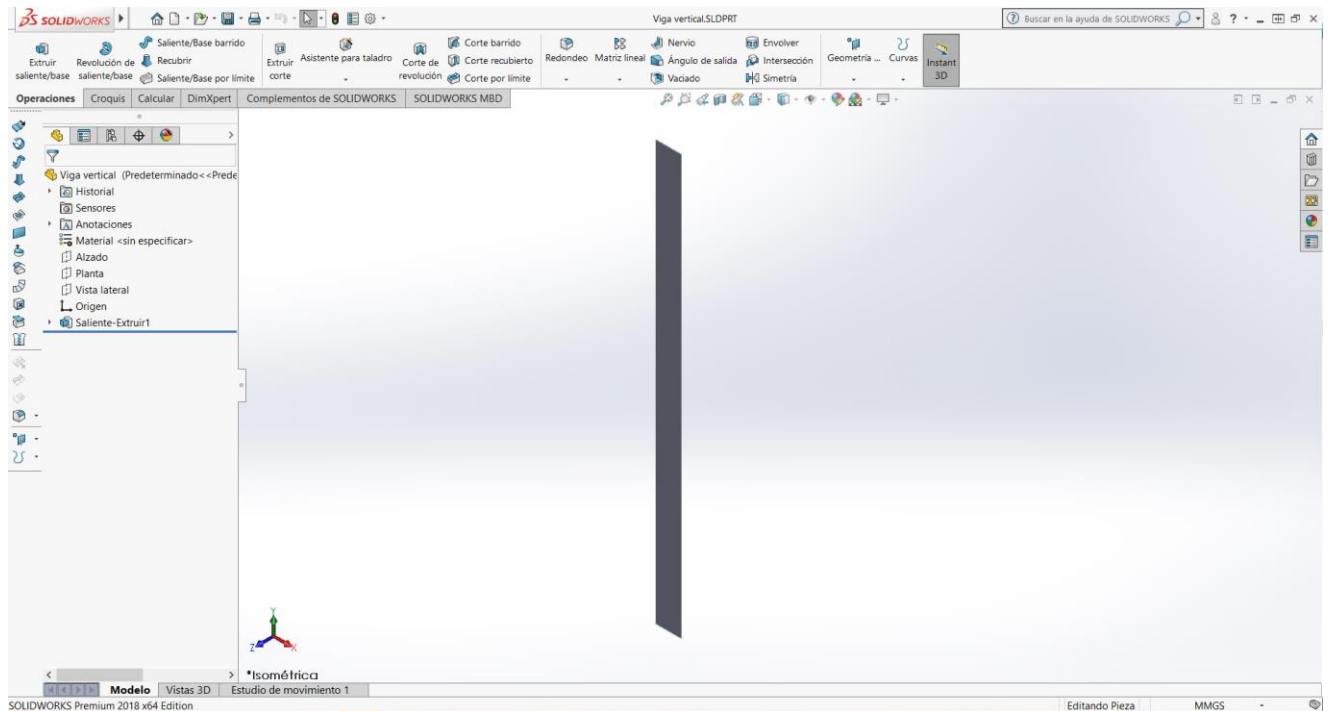 SOLIDWORKS
Viga vertical.SLDPRT
Buscar en la ayuda de SOLIDWORKS
Extruir saliente/base
Revolución de saliente/base
Saliente/Base barrido
Recubrir
Saliente/Base por límite
Extruir corte
Asistente para taladro
Corte de revolución
Corte barrido
Corte recubierto
Corte por límite
Redondeo
Matriz lineal
Nervio
Ángulo de salida
Vaciado
Envolver
Intersección
Simetría
Geometría ...
Curvas
Instant 3D
Operaciones Croquis Calcular DimXpert Complementos de SOLIDWORKS SOLIDWORKS MBD
Viga vertical (Predeterminado<<Prede
Historial
Sensores
Anotaciones
Material <sin especificar>
Alzado
Planta
Vista lateral
Origen
Saliente-Extruir1
Y
Z
X
*Isométrica
Modelo Vistas 3D Estudio de movimiento 1
SOLIDWORKS Premium 2018 x64 Edition
Editando Pieza
MMGS